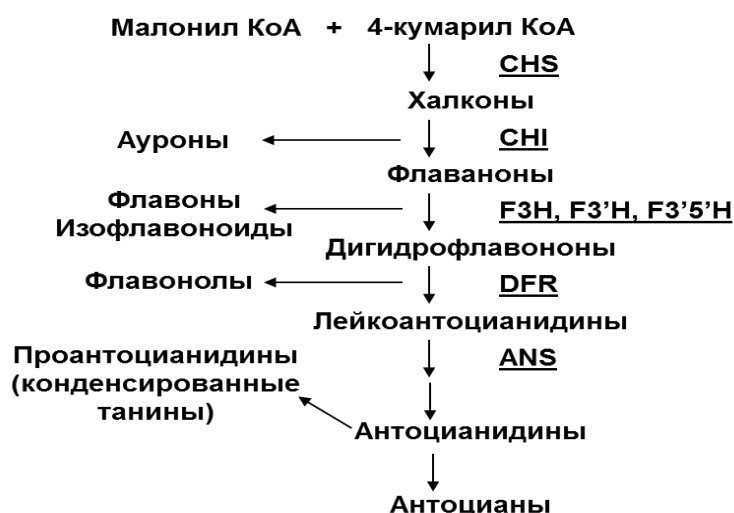 Малонил КоА + 4-кумарил КоА
CHS
Халконы
Ауроны
CHI
Флаваноны
Флавоны
Изофлавоноиды
F3H, F3’H, F3’5’H
Дигидрофлавононы
Флавонолы
DFR
Лейкоантоцианидины
Проантоцианидины
(конденсированные
танины)
ANS
Антоцианидины
Антоцианы